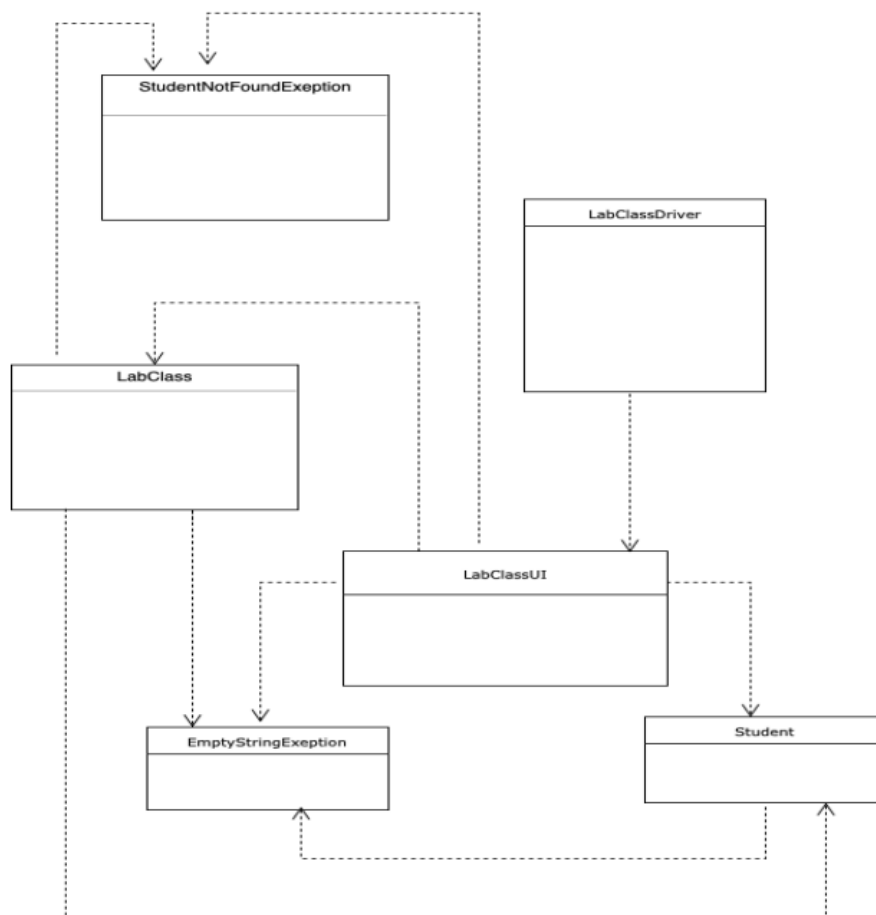 StudentNotFoundExeption
LabClassDriver
LabClass
LabClassUI
EmptyStringExeption
Student